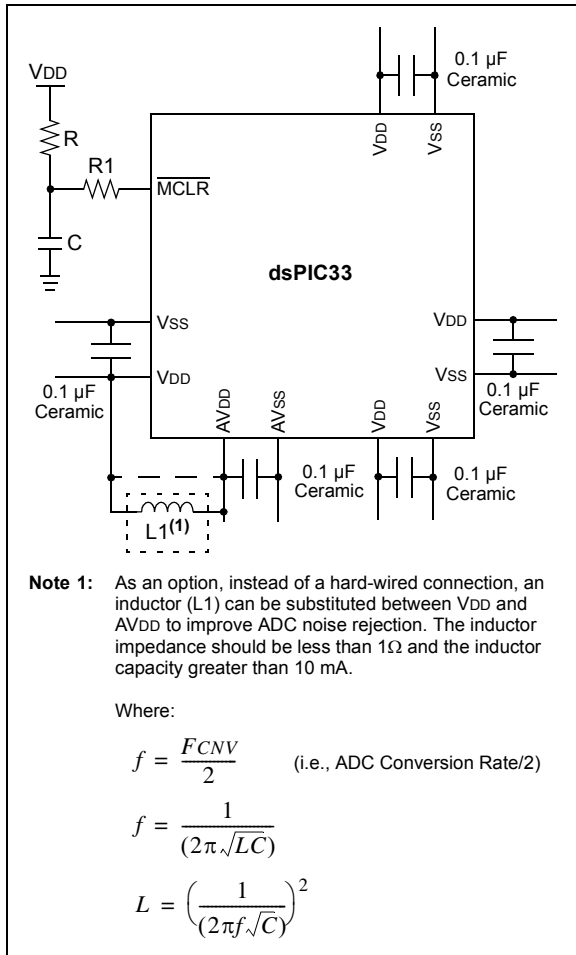 0.1 µF
Ceramic
VDD
R
R1
MCLR
C
VDD
VSS
dsPIC33
VSS
VDD
0.1 µF
Ceramic
AVDD
AVSS
VDD
VSS
VDD
VSS
0.1 µF
Ceramic
0.1 µF
Ceramic
0.1 µF
Ceramic
L1(1)
Note 1: As an option, instead of a hard-wired connection, an
inductor (L1) can be substituted between VDD and
AVDD to improve ADC noise rejection. The inductor
impedance should be less than 1Ω and the inductor
capacity greater than 10 mA.
Where:
f = FCNV / 2 (i.e., ADC Conversion Rate/2)
f = 1 / (2π√LC)
L = (1 / (2πf√C))²